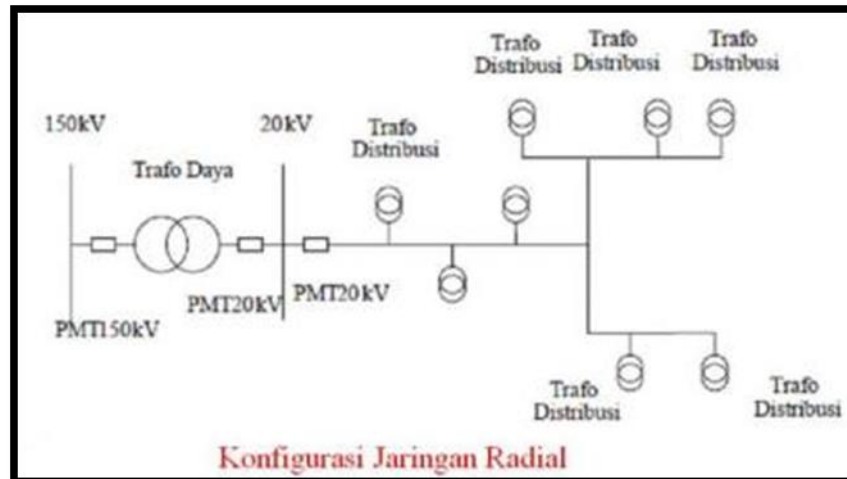 Trafo
Distribusi
Trafo
Distribusi
Trafo
Distribusi
150kV
20kV
Trafo
Distribusi
Trafo Daya
PMT150kV
PMT20kV
PMT20kV
Trafo
Distribusi
Trafo
Distribusi
Konfigurasi Jaringan Radial